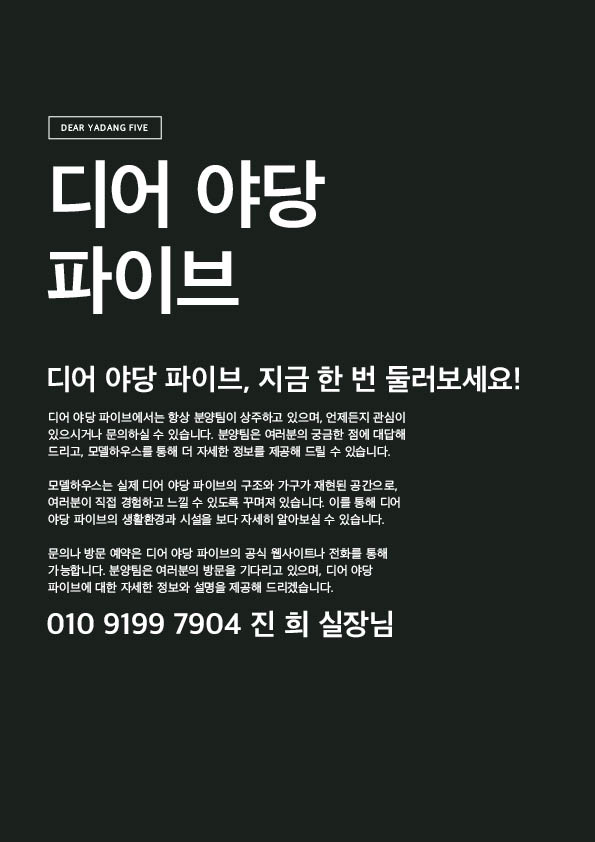 DEAR YADANG FIVE
디어 야당
파이브
디어 야당 파이브, 지금 한 번 둘러보세요!
디어 야당 파이브에서는 항상 분양팀이 상주하고 있으며, 언제든지 관심이
있으시거나 문의하실 수 있습니다. 분양팀은 여러분의 궁금한 점에 대답해
드리고, 모델하우스를 통해 더 자세한 정보를 제공해 드릴 수 있습니다.
모델하우스는 실제 디어 야당 파이브의 구조와 가구가 재현된 공간으로,
여러분이 직접 경험하고 느낄 수 있도록 꾸며져 있습니다. 이를 통해 디어
야당 파이브의 생활환경과 시설을 보다 자세히 알아보실 수 있습니다.
문의나 방문 예약은 디어 야당 파이브의 공식 웹사이트나 전화를 통해
가능합니다. 분양팀은 여러분의 방문을 기다리고 있으며, 디어 야당
파이브에 대한 자세한 정보와 설명을 제공해 드리겠습니다.
010 9199 7904 진 희 실장님